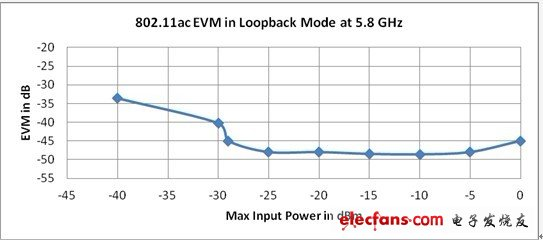 802.11ac EVM in Loopback Mode at 5.8 GHz
-20
-25
-30
-35
-40
-45
-50
-55
EVM in dB
-45 -40 -35 -30 -25 -20 -15 -10 -5 0
Max Input Power in dBm
elecfans.com 电子发烧友